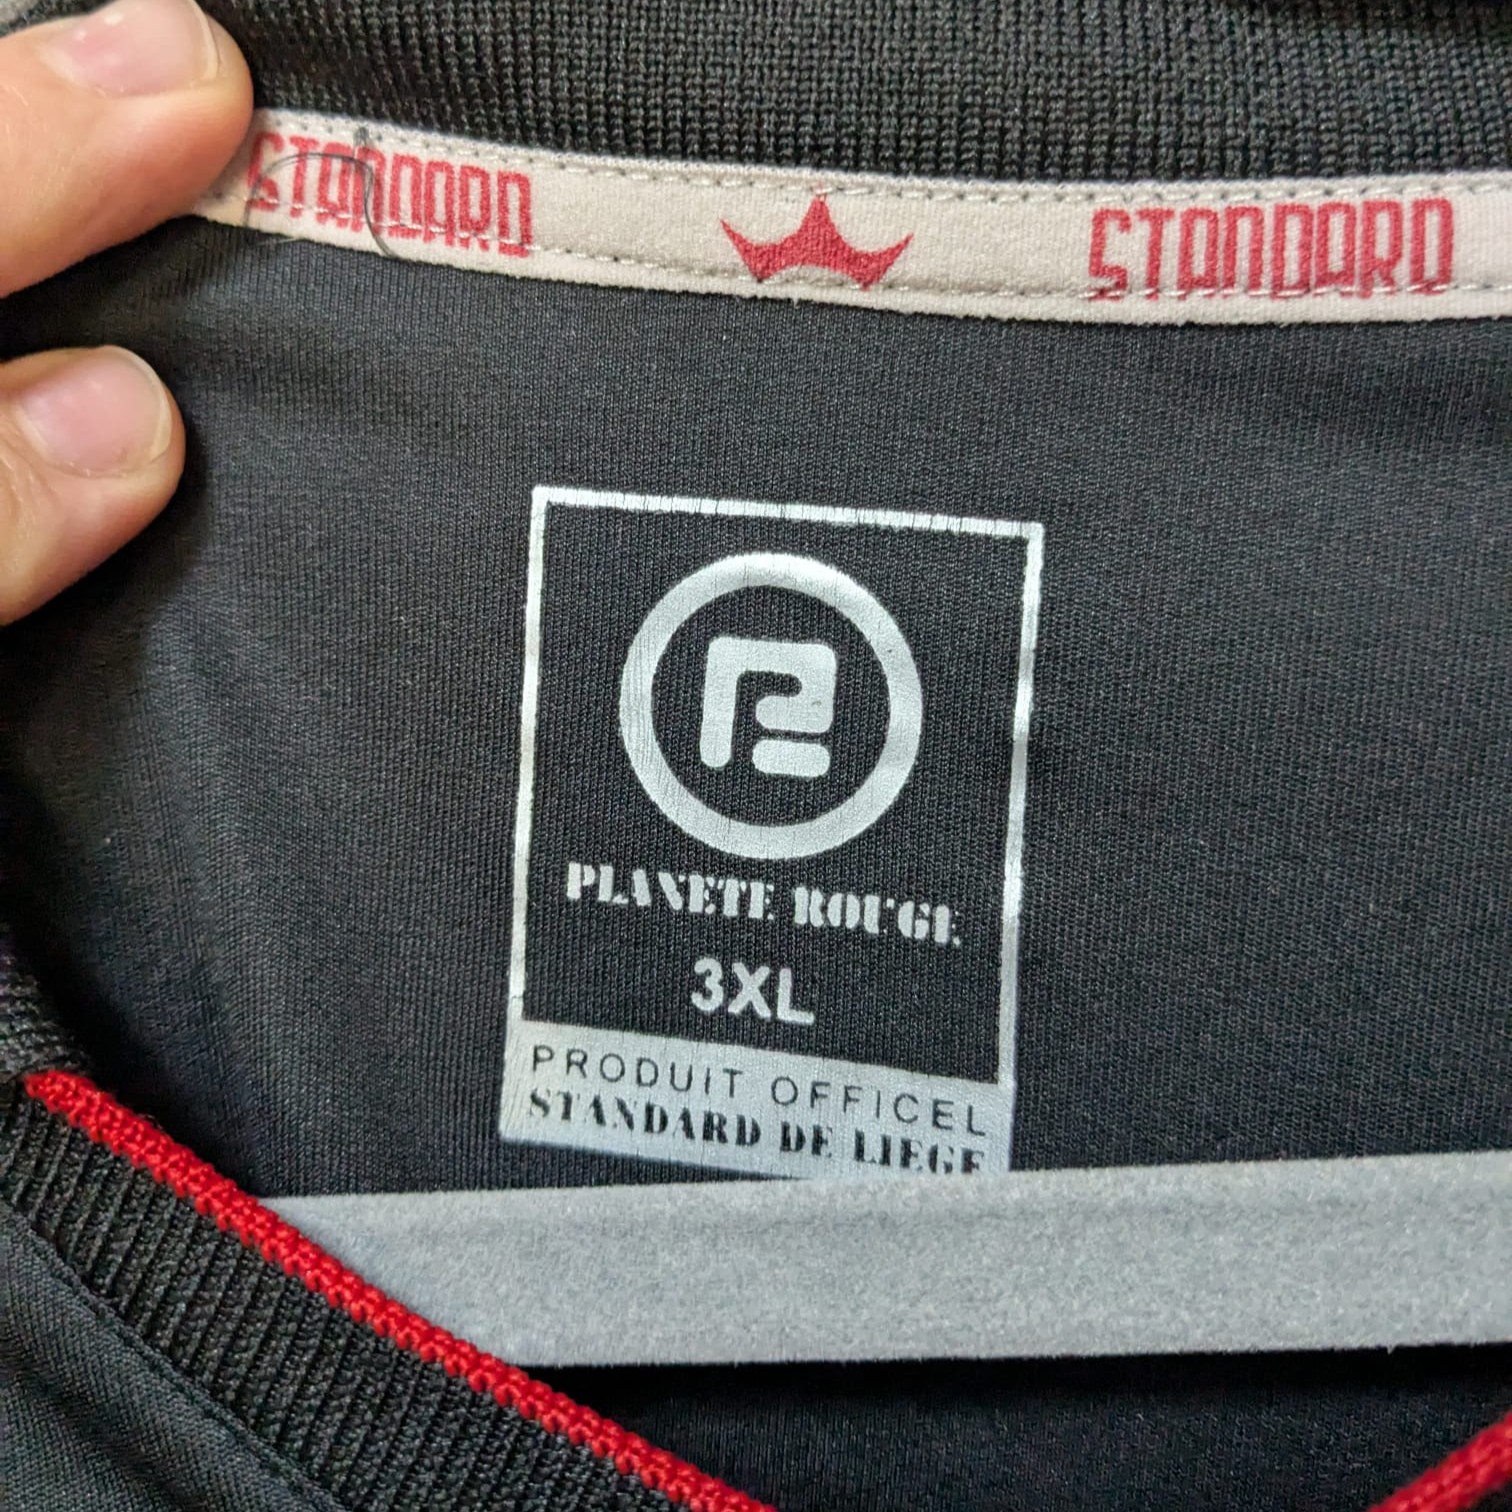 STANDARD STANDARD
PLANETE ROUGE
3XL
PRODUIT OFFICEL
STANDARD DE LIEGE